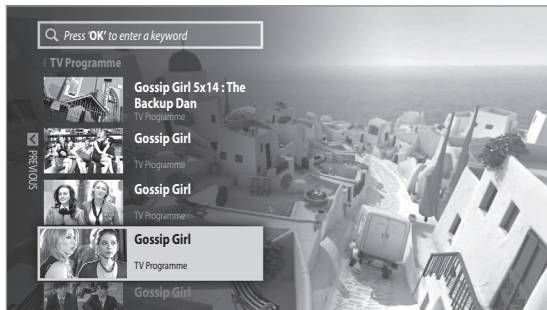 Press 'OK' to enter a keyword
TV Programme
Gossip Girl 5x14 : The
Backup Dan
TV Programme
Gossip Girl
TV Programme
PREVIOUS
Gossip Girl
TV Programme
Gossip Girl
TV Programme
Gossip Girl